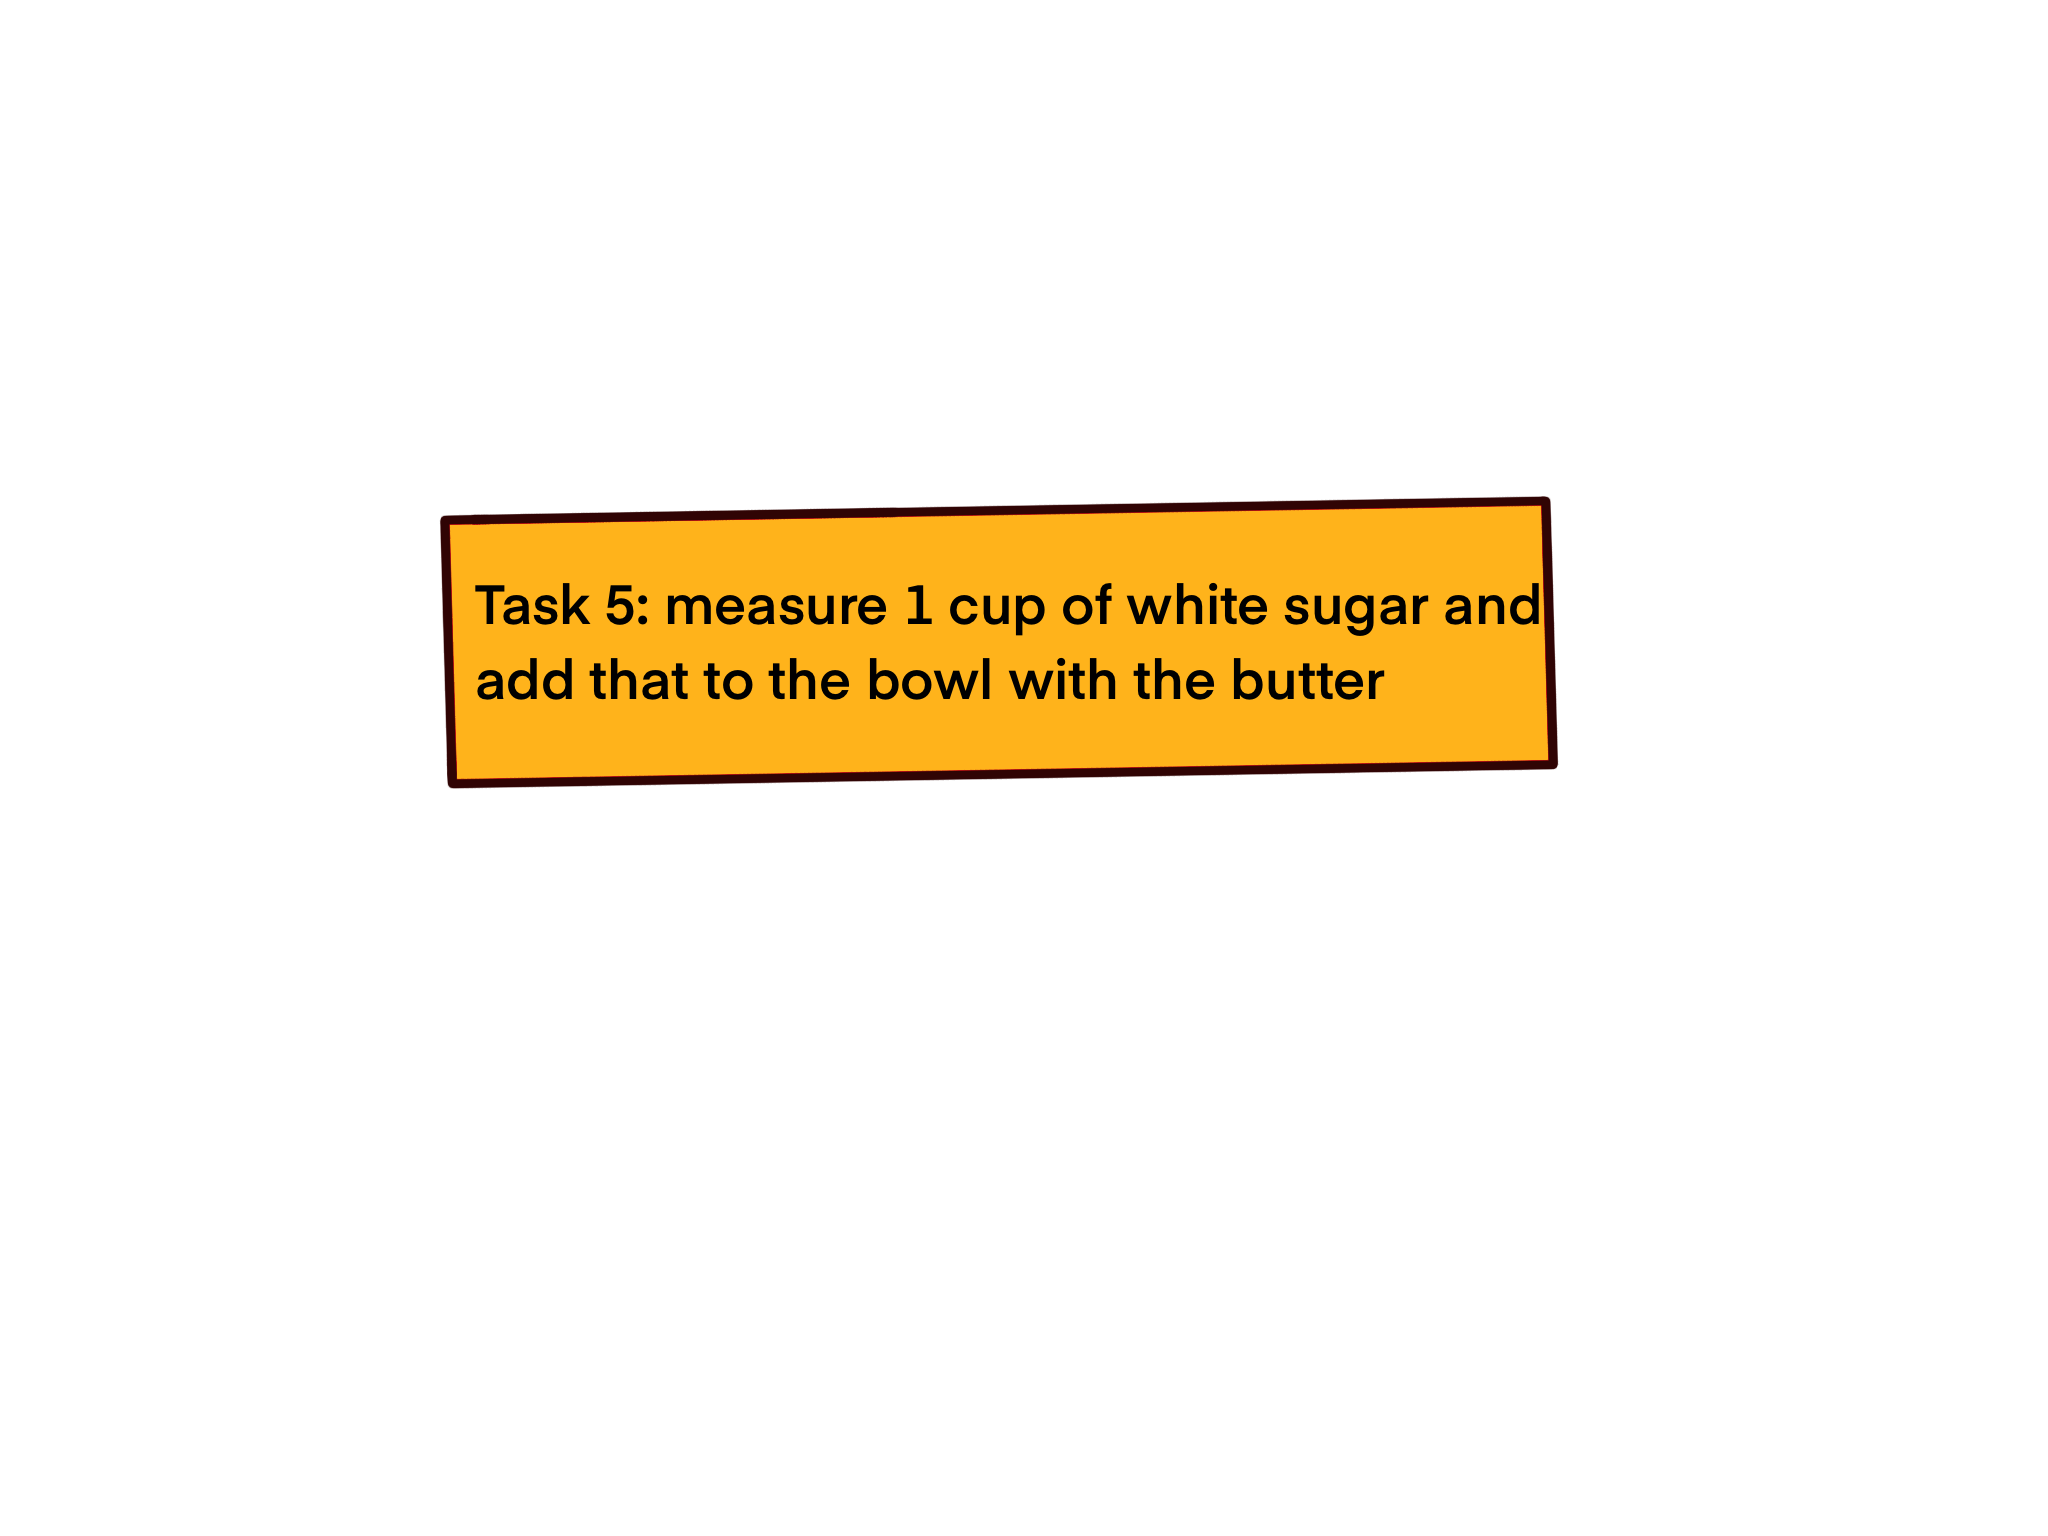 Task 5: measure 1 cup of white sugar and
add that to the bowl with the butter